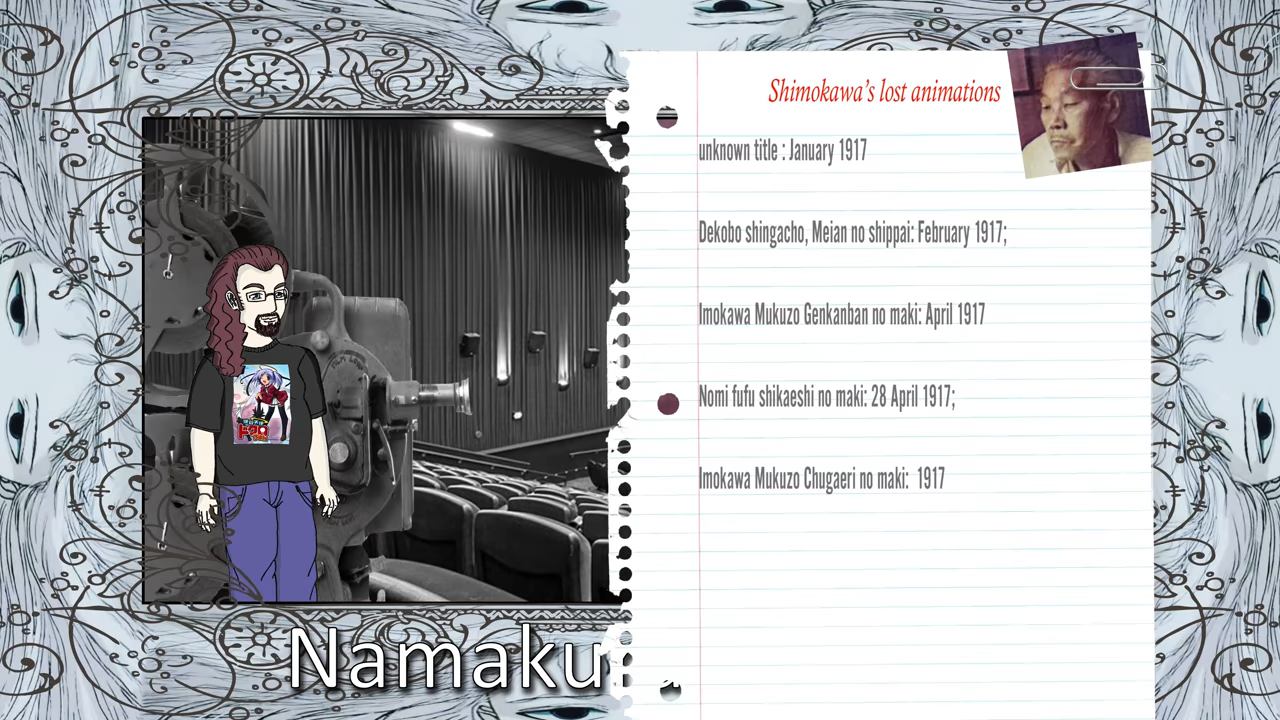 Shimokawa's lost animations
unknown title : January 1917
Dekobo shingacho, Meian no shippai: February 1917;
Imokawa Mukuzo Genkanban no maki: April 1917
Nomi fufu shikaeshi no maki: 28 April 1917;
Imokawa Mukuzo Chugaeri no maki: 1917
Namaku